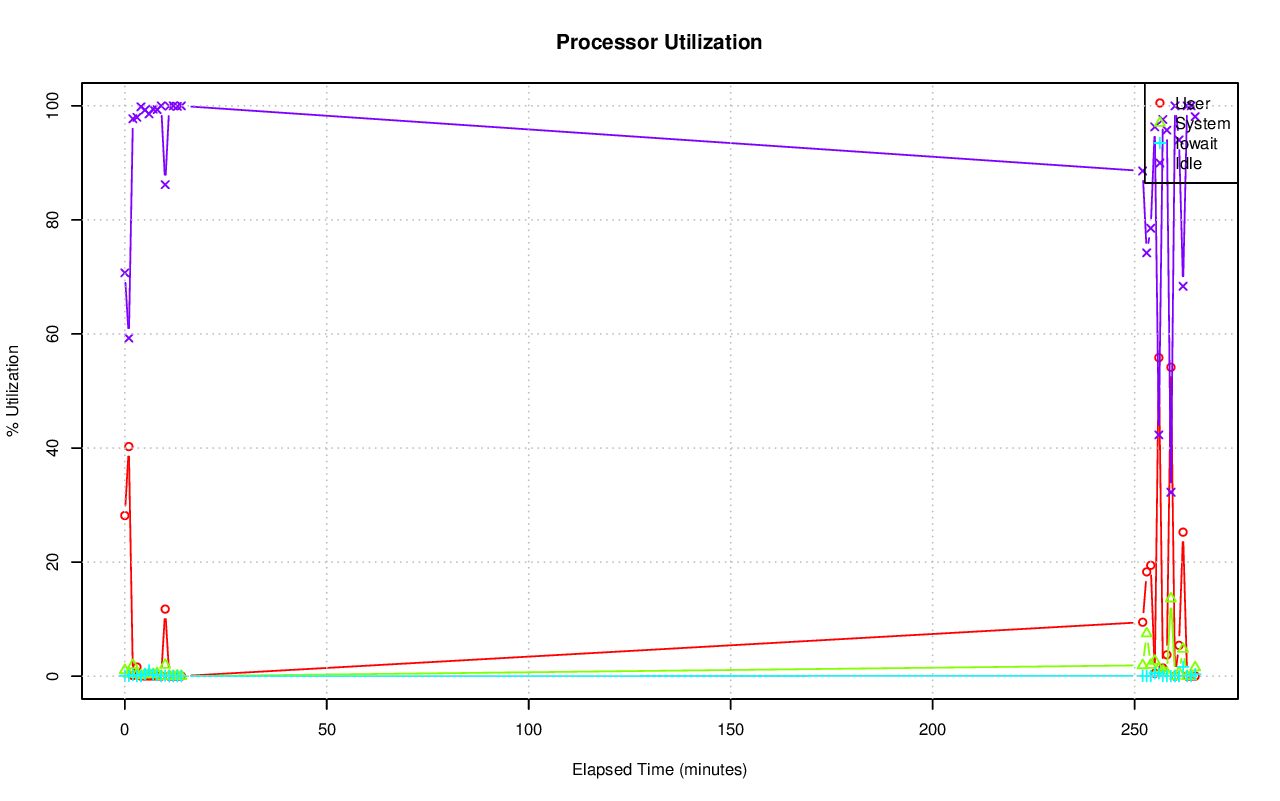 Processor Utilization
100
80
60
40
20
0
% Utilization
User
System
Iowait
Idle
0 50 100 150 200 250
Elapsed Time (minutes)